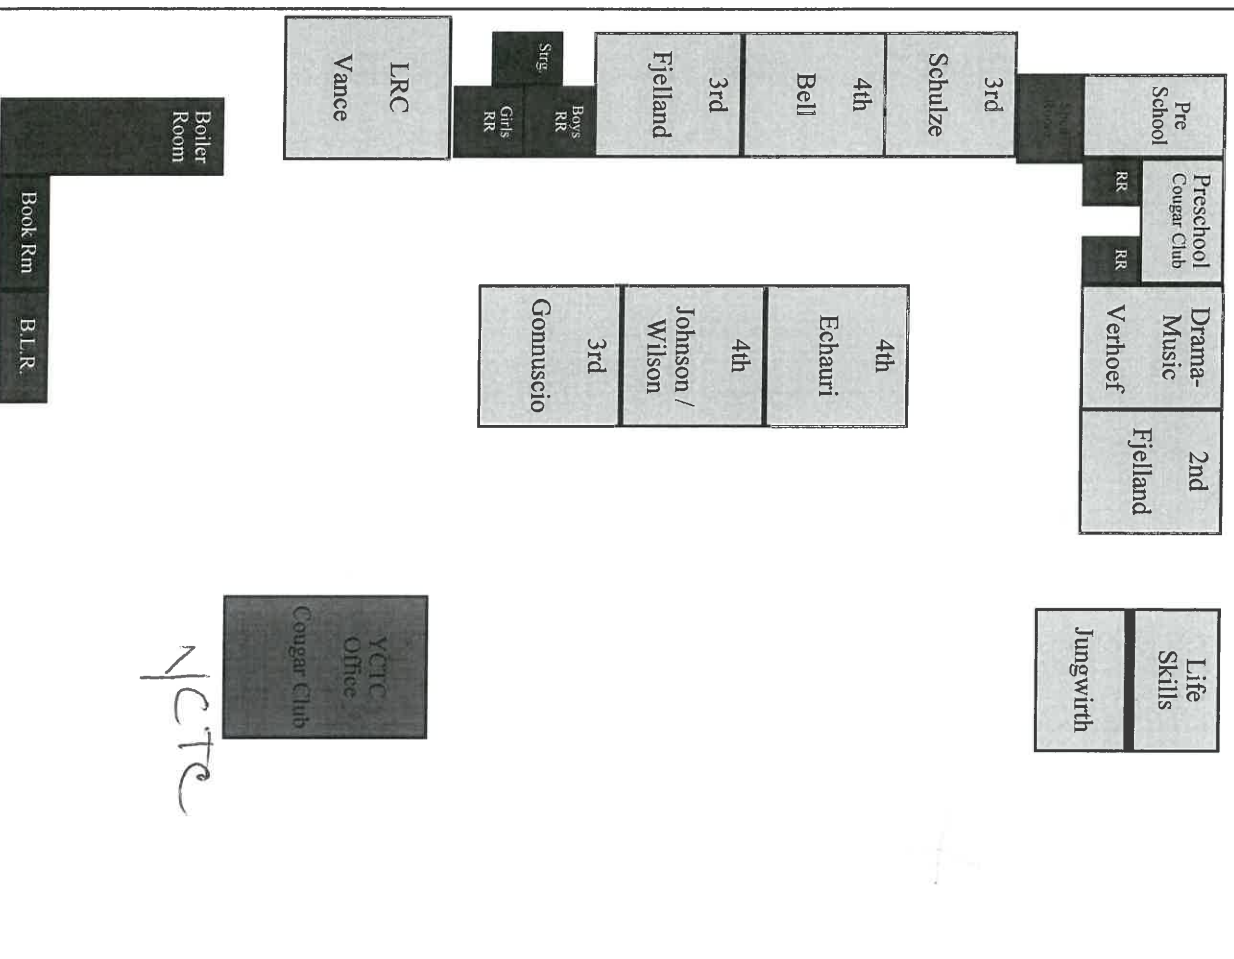 Pre
School
Preschool
Cougar Club
RR
RR
Drama-
Music
Verhoef
2nd
Fjelland
Life
Skills
Jungwirth
3rd
Schulze
4th
Bell
3rd
Fjelland
4th
Echauri
4th
Johnson /
Wilson
3rd
Gonnuscio
Strg.
Boys
RR
Girls
RR
LRC
Vance
YCTC
Office
Cougar Club
YCTC
Boiler
Room
Book Rm
B.L.R.